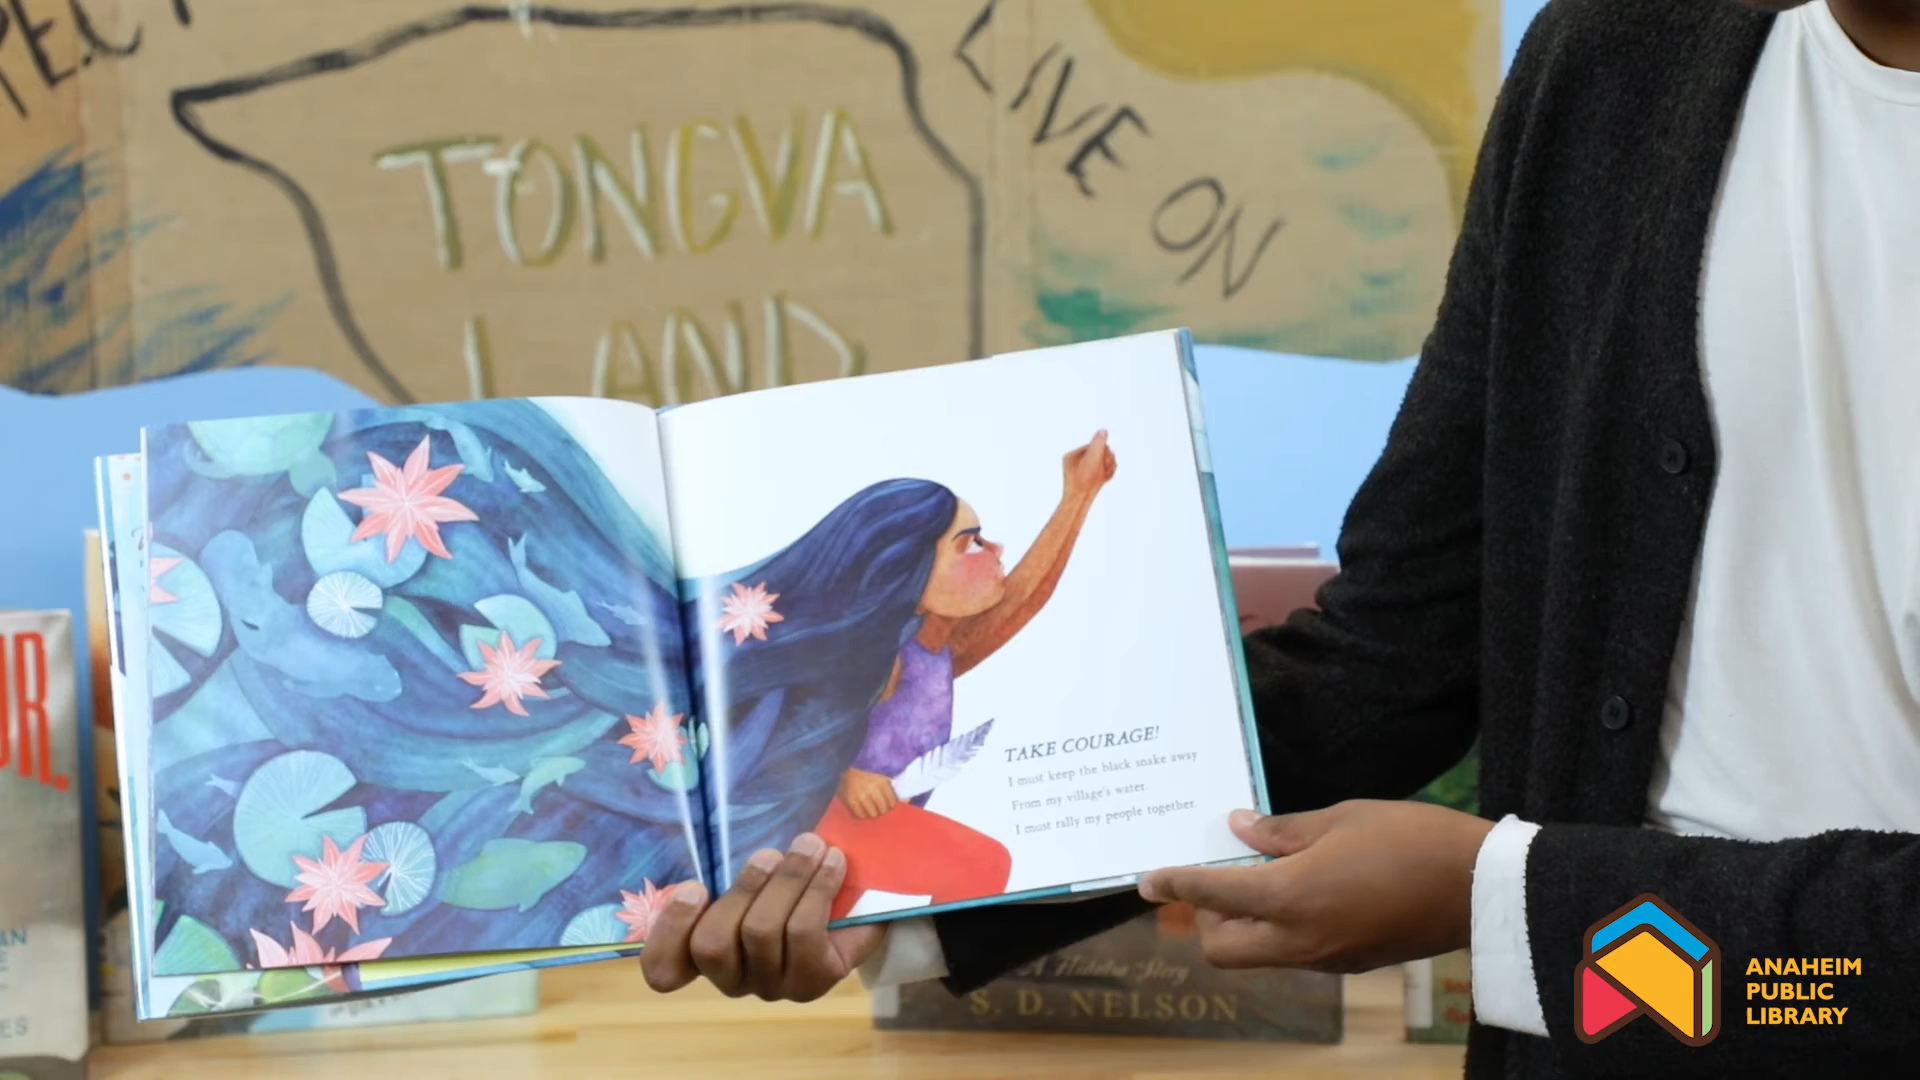 LIVE ON
TONGVA
LAND
TAKE COURAGE!
I must keep the black snake away
From my village's water.
I must rally my people together.
S. D. NELSON
ANAHEIM
PUBLIC
LIBRARY